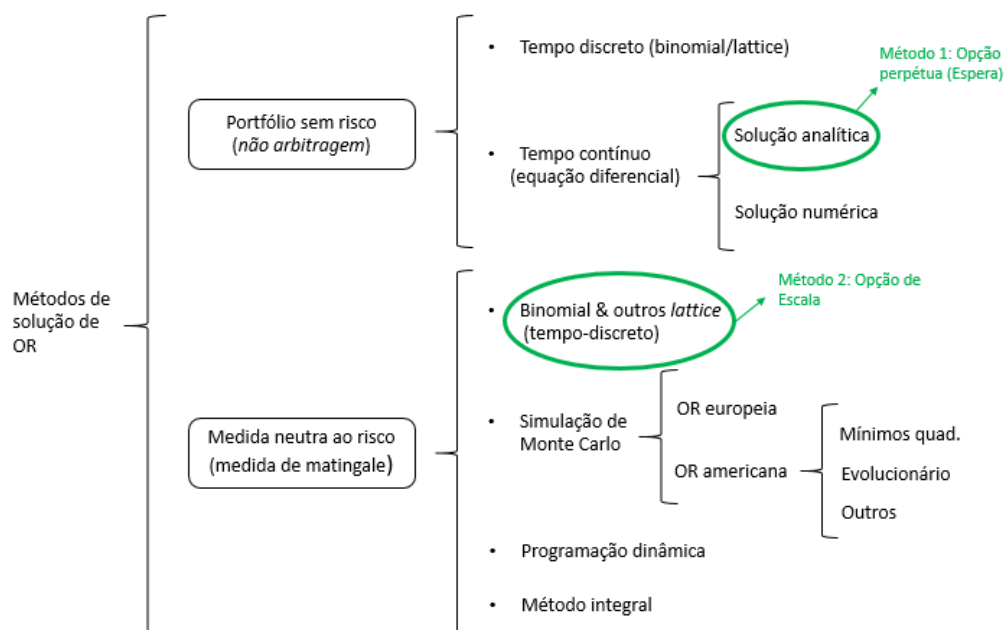 Métodos de
solução de
OR
Portfólio sem risco
(não arbitragem)
• Tempo discreto (binomial/lattice)
• Tempo contínuo
(equação diferencial)
Solução analítica
Método 1: Opção
perpétua (Espera)
Solução numérica
Medida neutra ao risco
(medida de matingale)
• Binomial & outros lattice
(tempo-discreto)
Método 2: Opção de
Escala
• Simulação de
Monte Carlo
OR europeia
OR americana
Mínimos quad.
Evolucionário
Outros
• Programação dinâmica
• Método integral